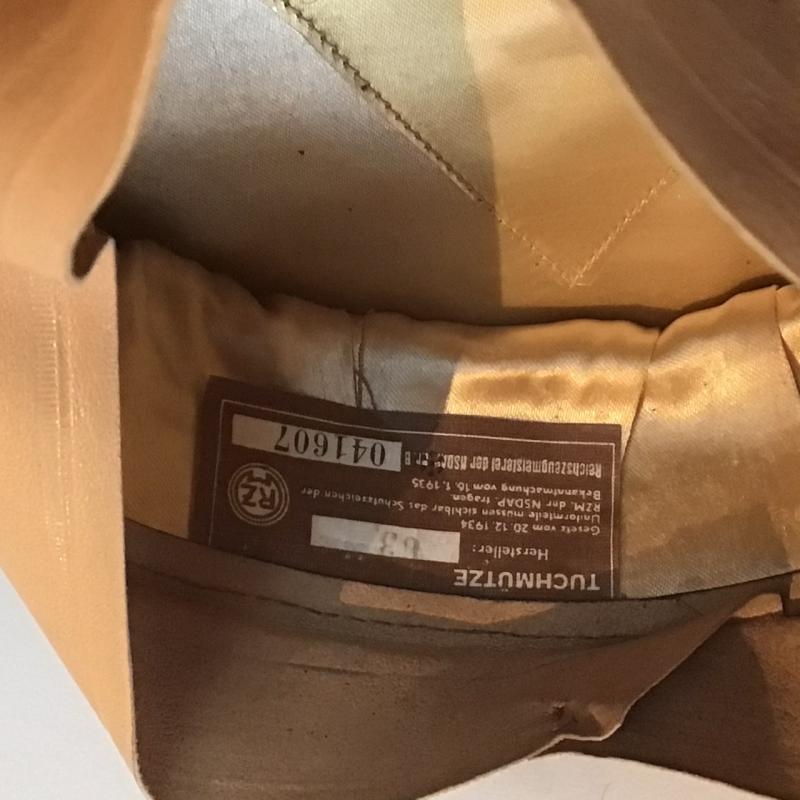 TUCHMÜTZE
Hersteller: 63
Gesetz vom 20. 12. 1934
Uniformteile müssen sichtbar das Schutzzeichen der
RZM. der NSDAP. tragen.
Bekanntmachung vom 16. 1. 1935
Reichszeugmeisterei der NSDAP B 041607
RZM